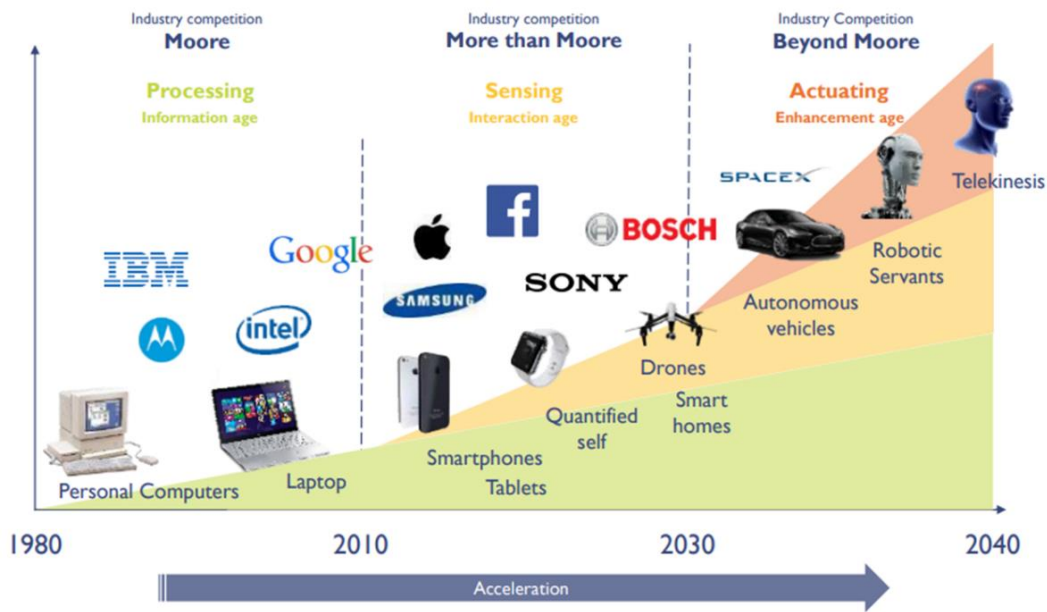 Industry competition
Moore
Industry competition
More than Moore
Industry Competition
Beyond Moore
Processing
Information age
Sensing
Interaction age
Actuating
Enhancement age
SPACEX
Telekinesis
IBM
Google
BOSCH
SONY
SAMSUNG
intel
Robotic
Servants
Autonomous
vehicles
Drones
Smart
homes
Quantified
self
Smartphones
Tablets
Laptop
Personal Computers
1980
2010
2030
2040
Acceleration